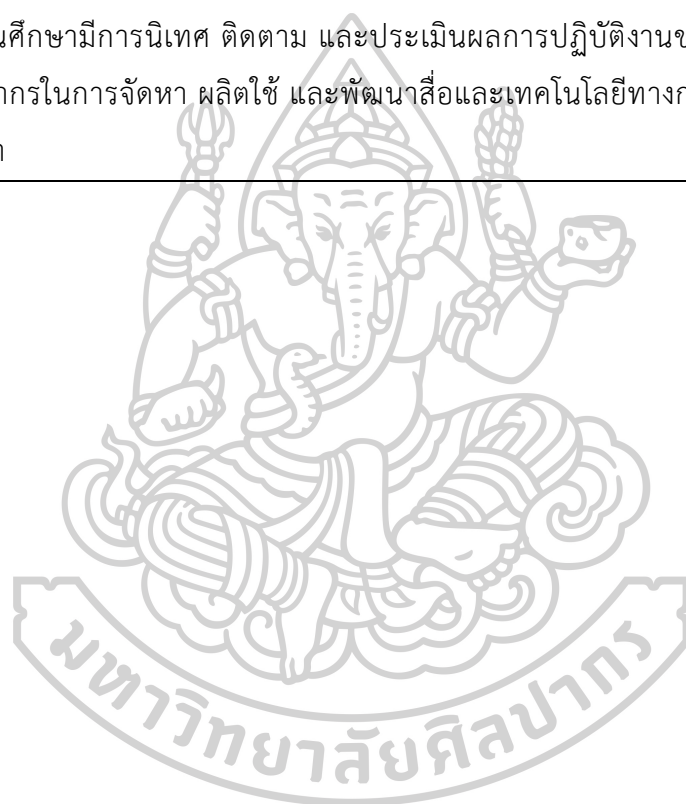 นศึกษามีการนิเทศ ติดตาม และประเมินผลการปฏิบัติงานข
ากรในการจัดหา ผลิตใช้ และพัฒนาสื่อและเทคโนโลยีทางก
า
มหาวิทยาลัยศิลปากร